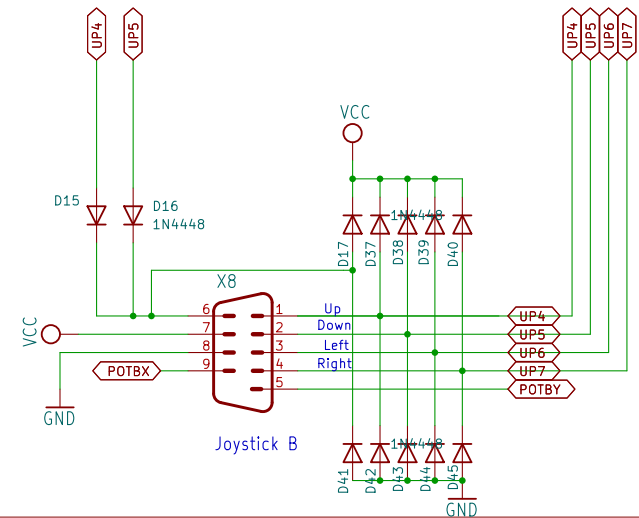 UP4
UP5
UP4
UP5
UP6
UP7
VCC
D15
D16
1N4448
1N4448
D17
D37
D38
D39
D40
X8
VCC
6
7
8
9
1
2
3
4
5
Up
Down
Left
Right
UP4
UP5
UP6
UP7
POTBY
POTBX
GND
Joystick B
1N4448
D41
D42
D43
D44
D45
GND